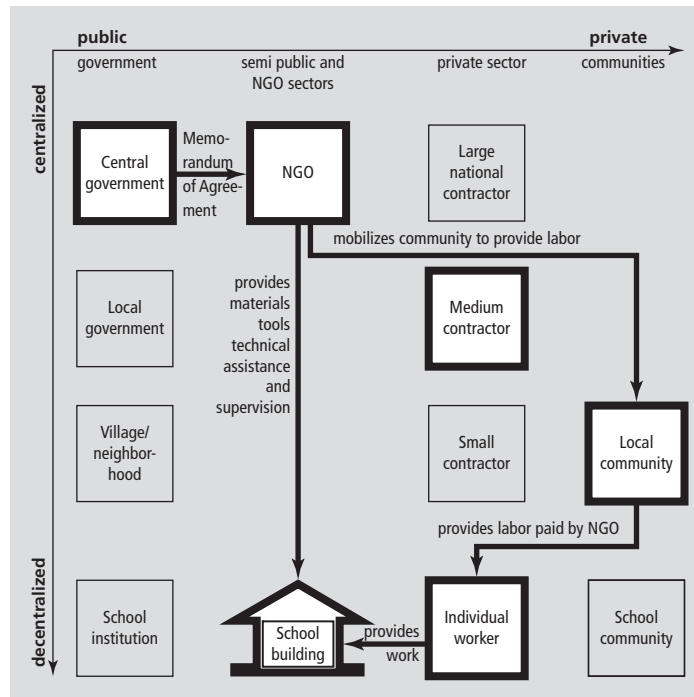 public
private
government
semi public and
NGO sectors
private sector
communities
centralized
Central
government
Memo-
randum
of Agree-
ment
NGO
Large
national
contractor
mobilizes community to provide labor
Local
government
provides
materials
tools
technical
assistance
and
supervision
Medium
contractor
Village/
neighbor-
hood
Small
contractor
Local
community
provides labor paid by NGO
decentralized
School
institution
School
building
provides
work
Individual
worker
School
community